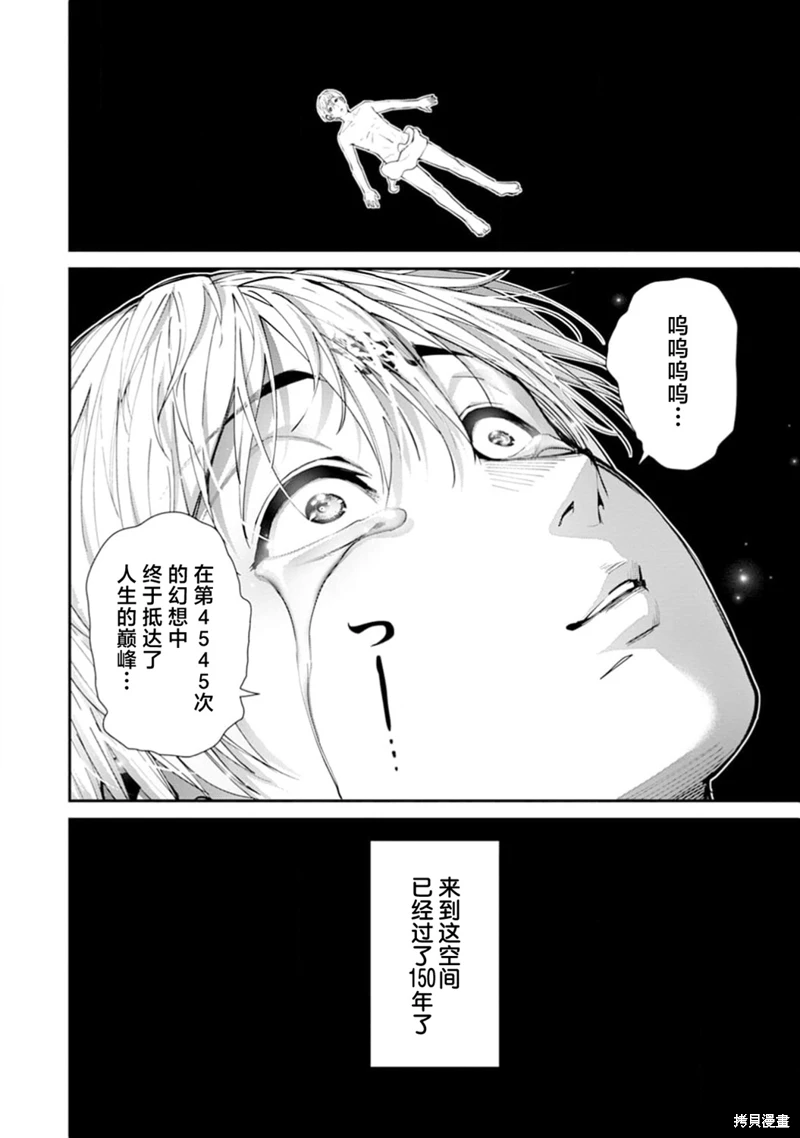 呜
呜
呜
呜
…
在第4545次
的幻想中
终于抵达了
人生的巅峰…
つー…
来到这空间
已经过了150年了
拷贝漫畫